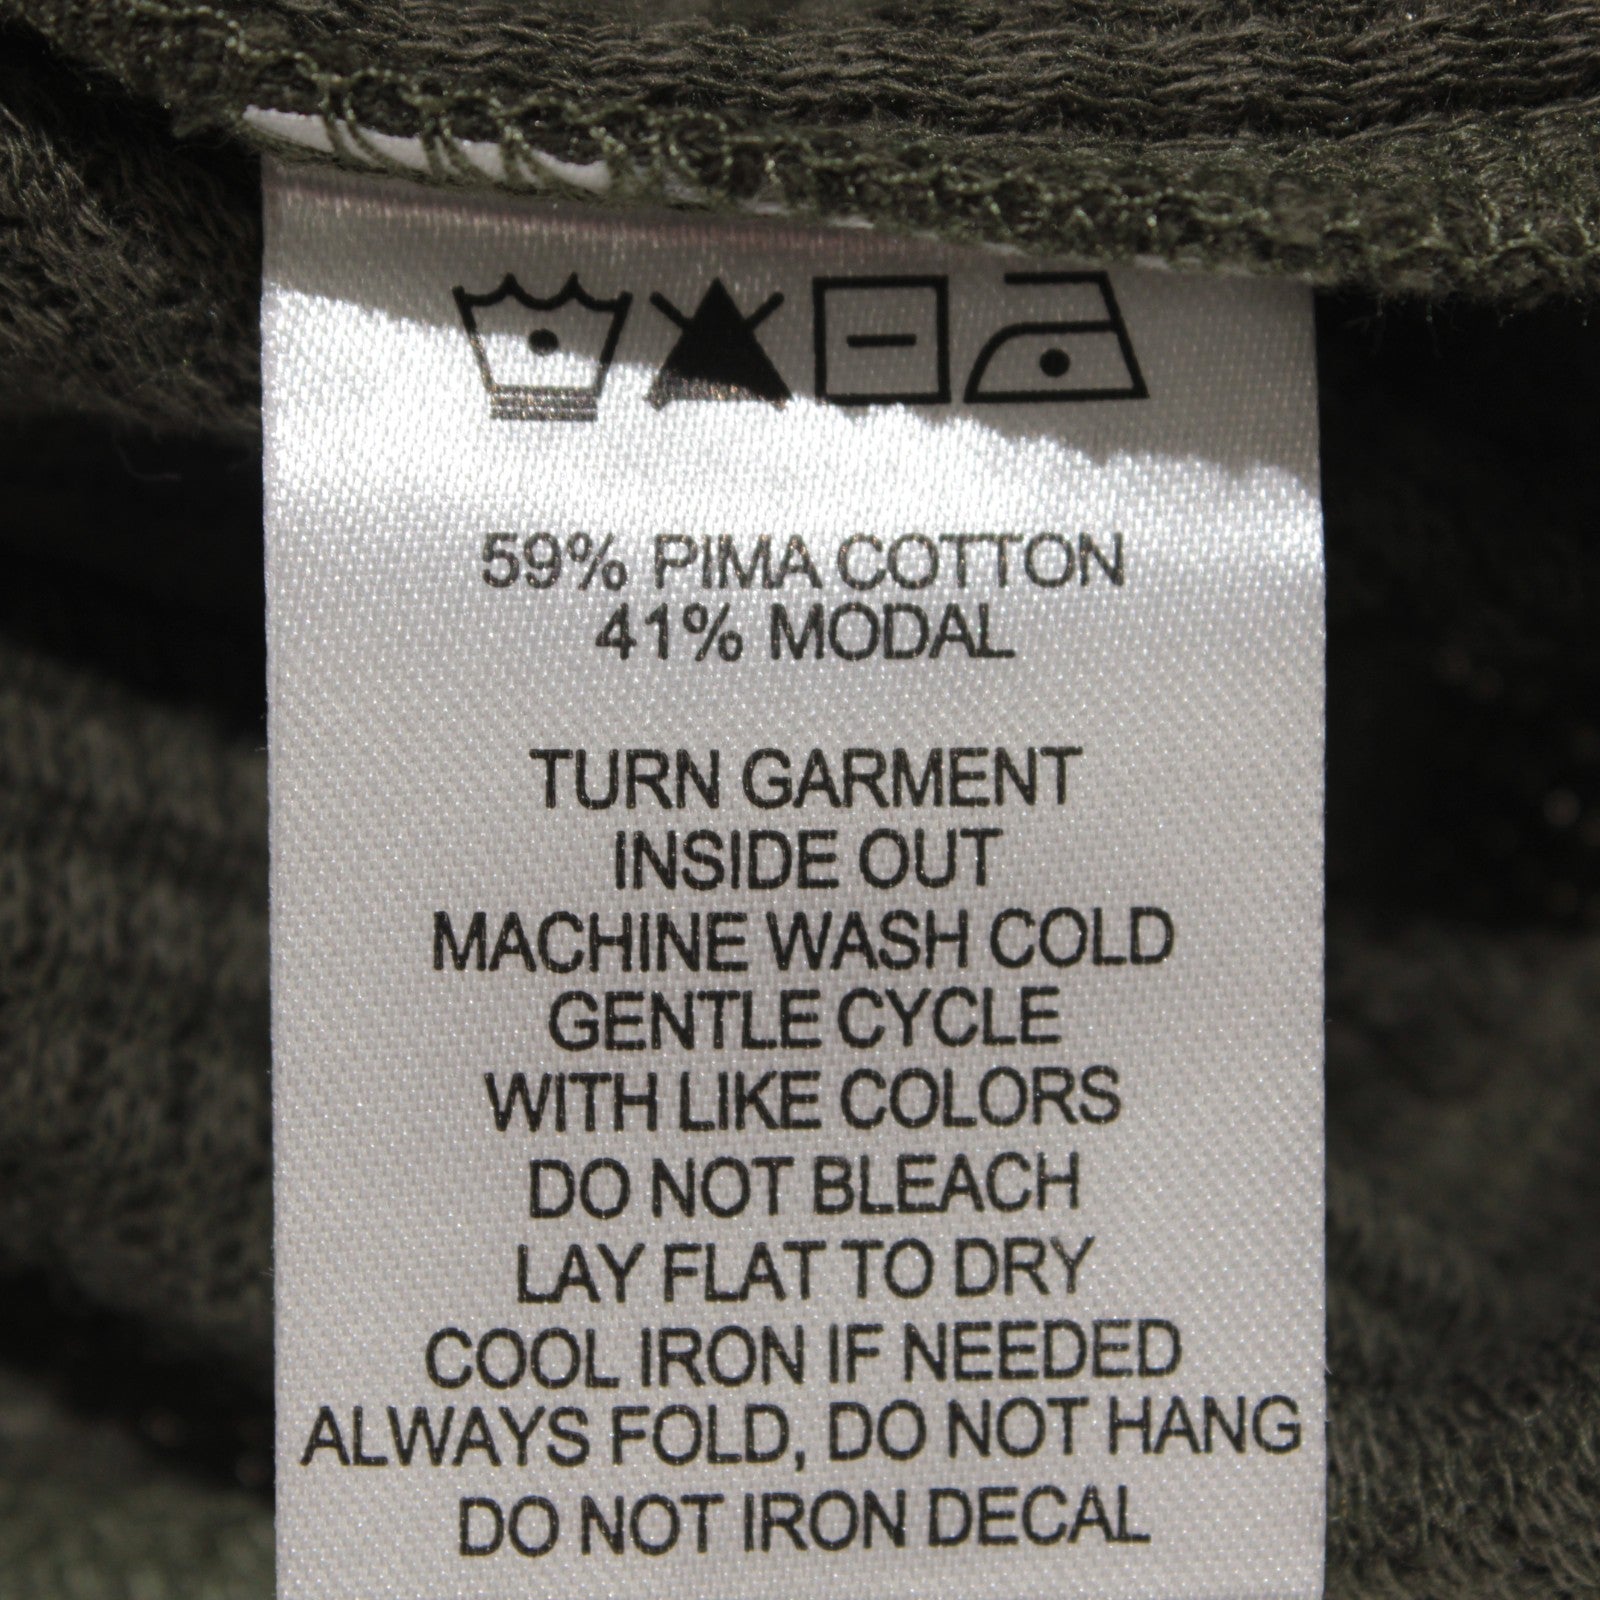 59% PIMA COTTON
41% MODAL
TURN GARMENT
INSIDE OUT
MACHINE WASH COLD
GENTLE CYCLE
WITH LIKE COLORS
DO NOT BLEACH
LAY FLAT TO DRY
COOL IRON IF NEEDED
ALWAYS FOLD, DO NOT HANG
DO NOT IRON DECAL